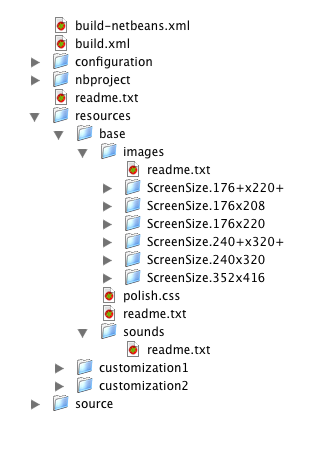 build-netbeans.xml
build.xml
configuration
nbproject
readme.txt
resources
base
images
readme.txt
ScreenSize.176+x220+
ScreenSize.176x208
ScreenSize.176x220
ScreenSize.240+x320+
ScreenSize.240x320
ScreenSize.352x416
polish.css
readme.txt
sounds
readme.txt
customization1
customization2
source